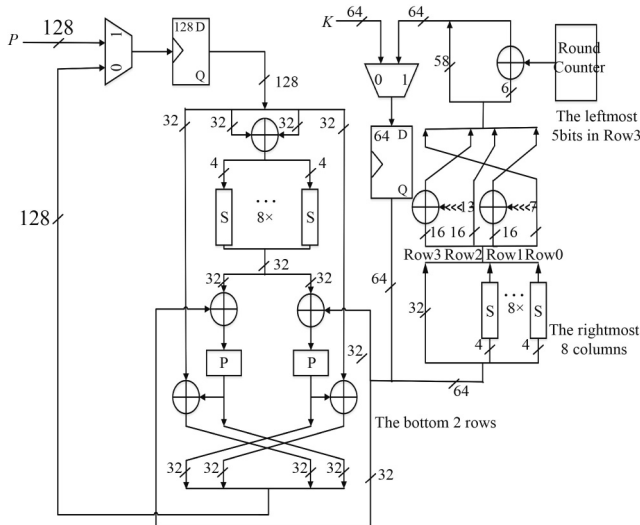 P
128
1
0
128 D
Q
128
K
64
64
0 1
58
6
Round
Counter
The leftmost
5bits in Row3
64 D
Q
32
32
32
32
4
4
S
...
8×
S
<<<13
<<<7
16
16
16
16
Row3 Row2 Row1 Row0
128
32
32
32
64
32
S
...
8×
S
4
4
The rightmost
8 columns
P
P
32
64
The bottom 2 rows
32
32
32
32
32